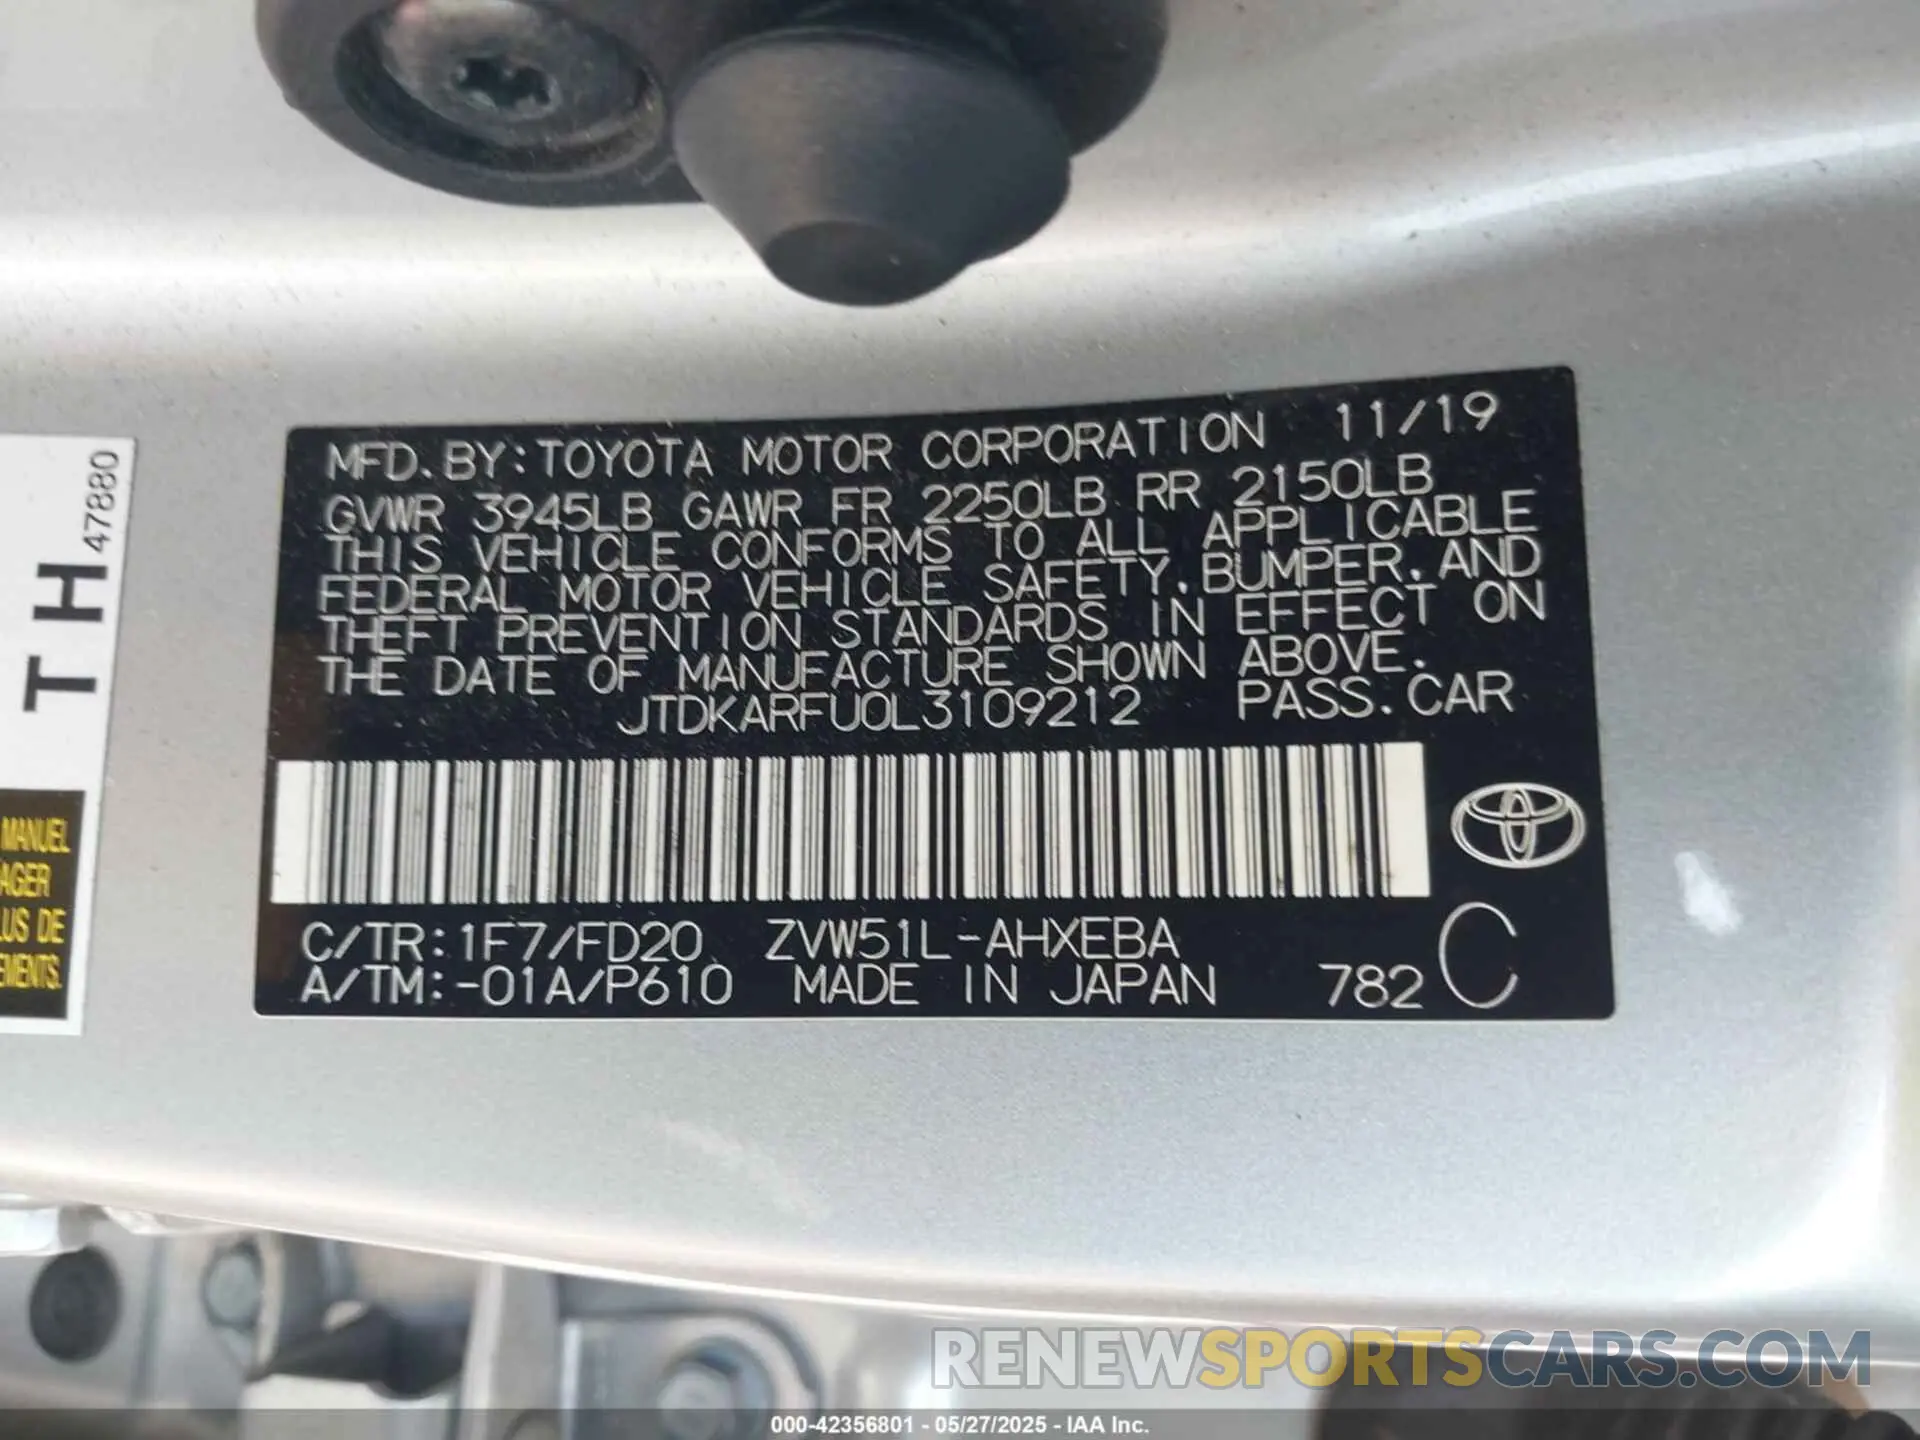 MFD. BY: TOYOTA MOTOR CORPORATION 11/19
GVWR 3945LB GAWR FR 2250LB RR 2150LB
THIS VEHICLE CONFORMS TO ALL APPLICABLE
FEDERAL MOTOR VEHICLE SAFETY, BUMPER, AND
THEFT PREVENTION STANDARDS IN EFFECT ON
THE DATE OF MANUFACTURE SHOWN ABOVE.
JTDKARFU0L3109212 PASS. CAR
C/TR: 1F7/FD20 ZVW51L-AHXEBA
A/TM: -01A/P610 MADE IN JAPAN 782 C
TH 47880
MANUEL
AGER
LUS DE
EMENTS.
RENEWSPORTSCARS.COM
000-42356801 - 05/27/2025 - IAA Inc.